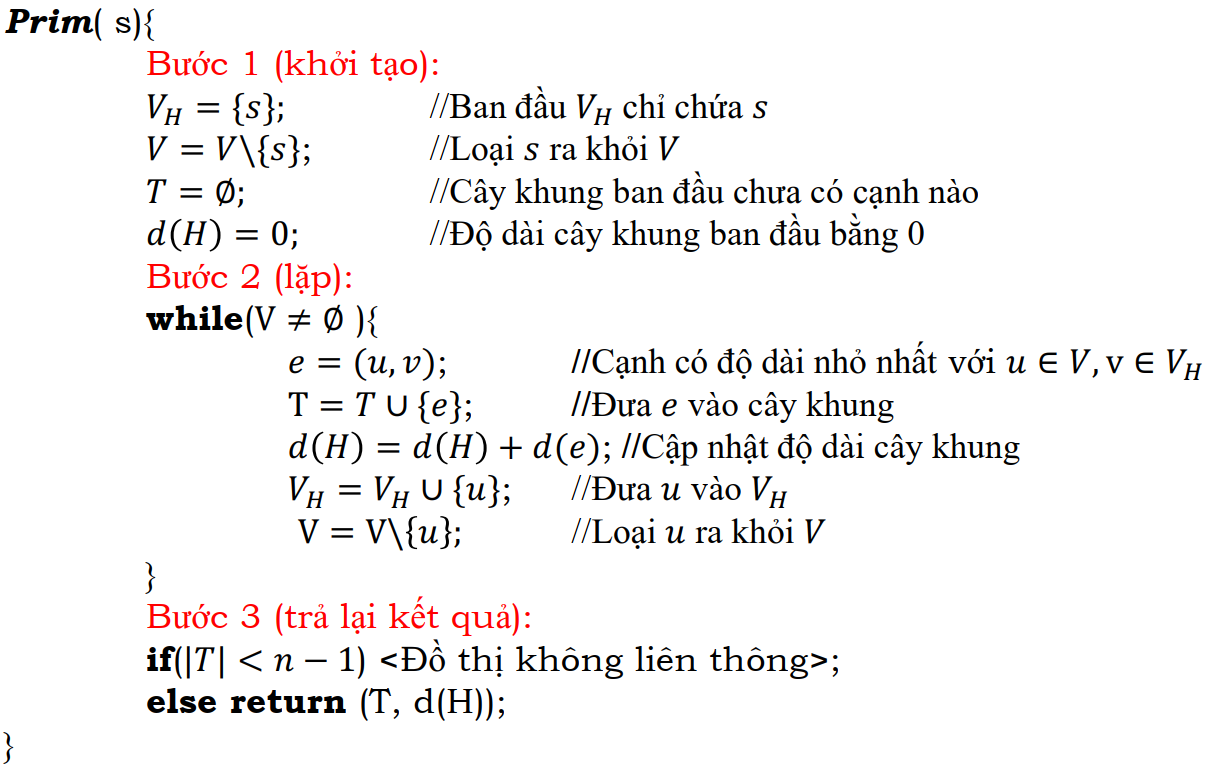 Prim( s){
Bước 1 (khởi tạo):
V_H = {s}; //Ban đầu V_H chỉ chứa s
V = V\{s}; //Loại s ra khỏi V
T = ∅; //Cây khung ban đầu chưa có cạnh nào
d(H) = 0; //Độ dài cây khung ban đầu bằng 0
Bước 2 (lặp):
while(V ≠ ∅ ){
e = (u, v); //Cạnh có độ dài nhỏ nhất với u ∈ V, v ∈ V_H
T = T ∪ {e}; //Đưa e vào cây khung
d(H) = d(H) + d(e); //Cập nhật độ dài cây khung
V_H = V_H ∪ {u}; //Đưa u vào V_H
V = V\{u}; //Loại u ra khỏi V
}
Bước 3 (trả lại kết quả):
if(|T| < n − 1) <Đồ thị không liên thông>;
else return (T, d(H));
}